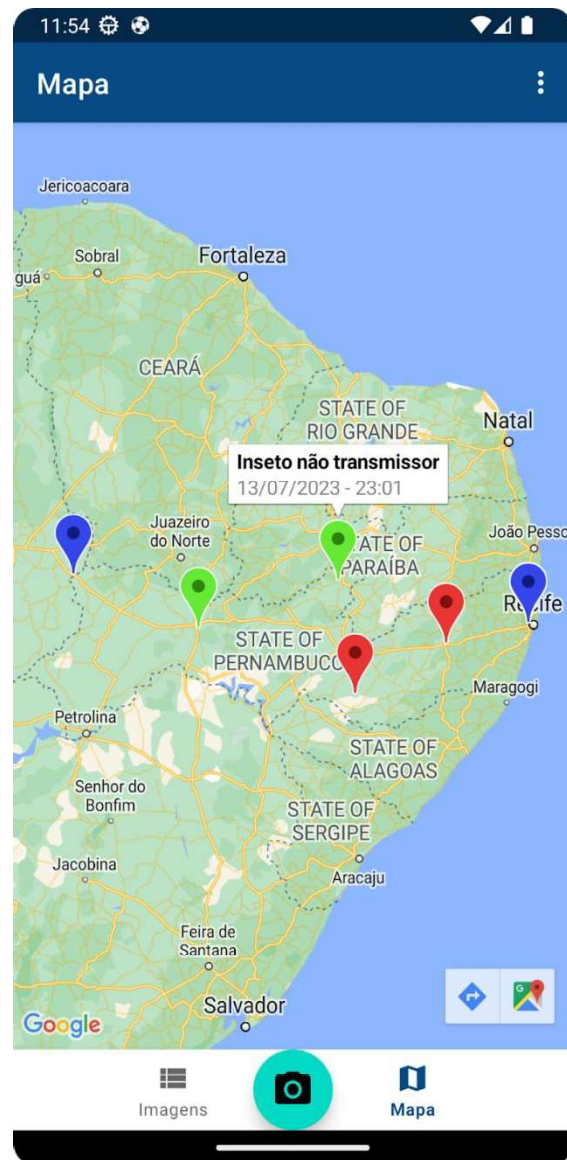 11:54
Mapa
Jericoacoara
Sobral
Fortaleza
guá
CEARÁ
STATE OF
RIO GRANDE
Natal
Inseto não transmissor
13/07/2023 - 23:01
Juazeiro
do Norte
João Pesso
ATE OF
PARAÍBA
R ife
STATE OF
PERNAMBUCO
Maragogi
Petrolina
STATE OF
ALAGOAS
Senhor do
Bonfim
STATE OF
SERGIPE
Jacobina
Aracaju
Feira de
Santana
Salvador
Google
Imagens
Mapa